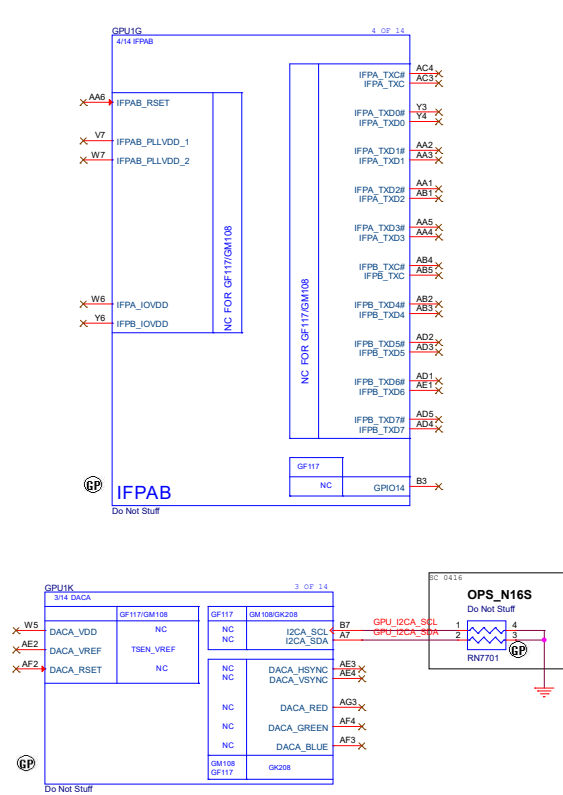 GPU1G
4 OF 14
4/14 IFPAB
AA6 IFPAB_RSET
V7 IFPAB_PLLVDD_1
W7 IFPAB_PLLVDD_2
W6 IFPA_IOVDD
Y6 IFPB_IOVDD
NC FOR GF117/GM108
NC FOR GF117/GM108
IFPA_TXC# AC4
IFPA_TXC AC3
IFPA_TXD0# Y3
IFPA_TXD0 Y4
IFPA_TXD1# AA2
IFPA_TXD1 AA3
IFPA_TXD2# AA1
IFPA_TXD2 AB1
IFPA_TXD3# AA5
IFPA_TXD3 AA4
IFPB_TXC# AB4
IFPB_TXC AB5
IFPB_TXD4# AB2
IFPB_TXD4 AB3
IFPB_TXD5# AD2
IFPB_TXD5 AD3
IFPB_TXD6# AD1
IFPB_TXD6 AE1
IFPB_TXD7# AD5
IFPB_TXD7 AD4
GF117
NC GPIO14 B3
GP
IFPAB
Do Not Stuff
GPU1K
3 OF 14
3/14 DACA
GF117/GM108
GF117 GM108/GK208
W5 DACA_VDD NC
AE2 DACA_VREF TSEN_VREF
AF2 DACA_RSET NC
NC I2CA_SCL B7 GPU_I2CA_SCL
NC I2CA_SDA A7 GPU_I2CA_SDA
NC DACA_HSYNC AE3
NC DACA_VSYNC AE4
NC DACA_RED AG3
NC DACA_GREEN AF4
NC DACA_BLUE AF3
GM108
GF117
GK208
GP
Do Not Stuff
SC 0416
OPS_N16S
Do Not Stuff
1 4
2 3
RN7701
GP